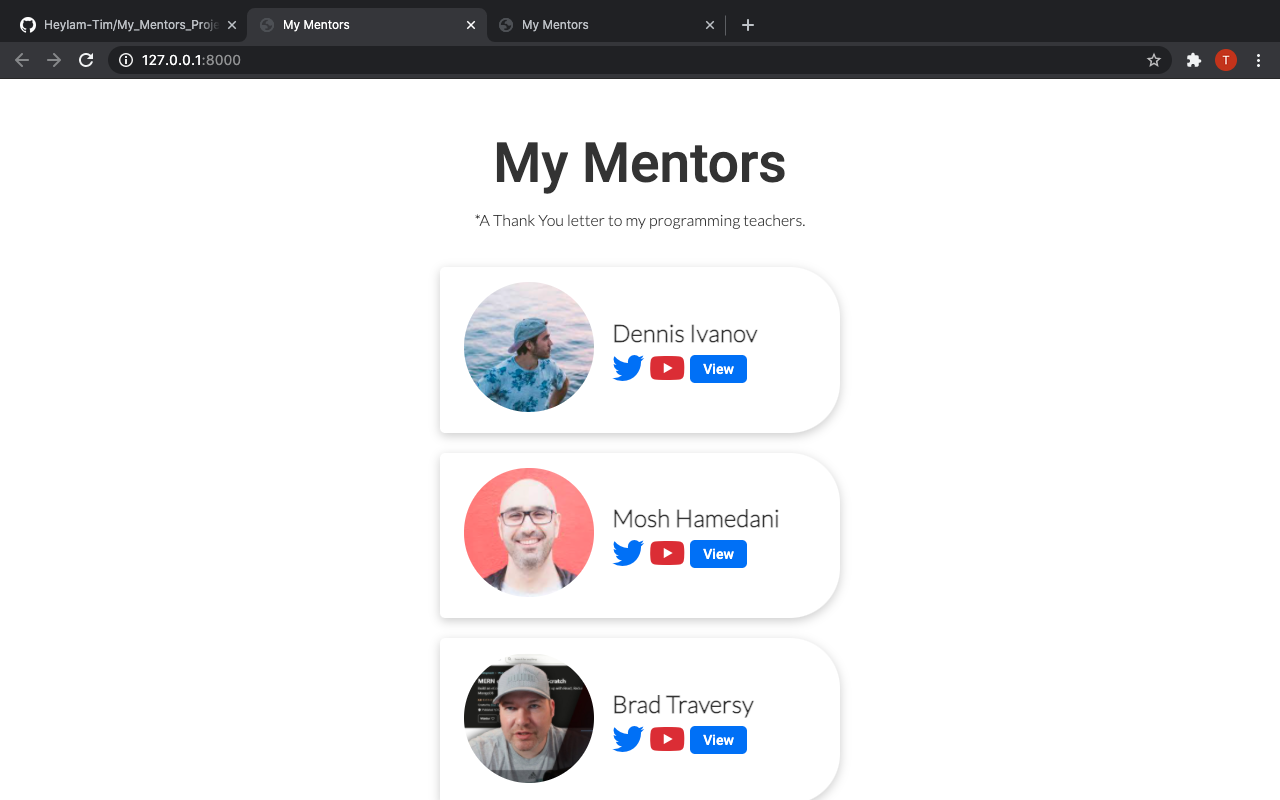 Heylam-Tim/My_Mentors_Proje
My Mentors
My Mentors
127.0.0.1:8000
T
My Mentors
*A Thank You letter to my programming teachers.
Dennis Ivanov
View
Mosh Hamedani
View
MERN
Scratch
Brad Traversy
View